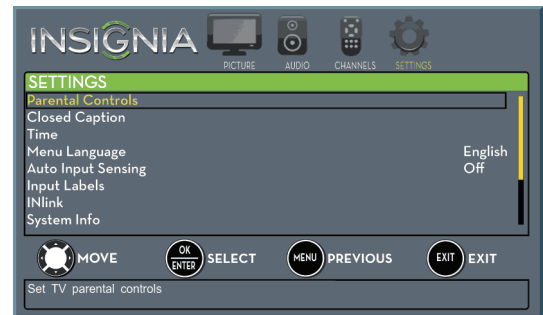 INSIGNIA
PICTURE AUDIO CHANNELS SETTINGS
SETTINGS
Parental Controls
Closed Caption
Time
Menu Language English
Auto Input Sensing Off
Input Labels
INlink
System Info
MOVE OK ENTER SELECT MENU PREVIOUS EXIT EXIT
Set TV parental controls